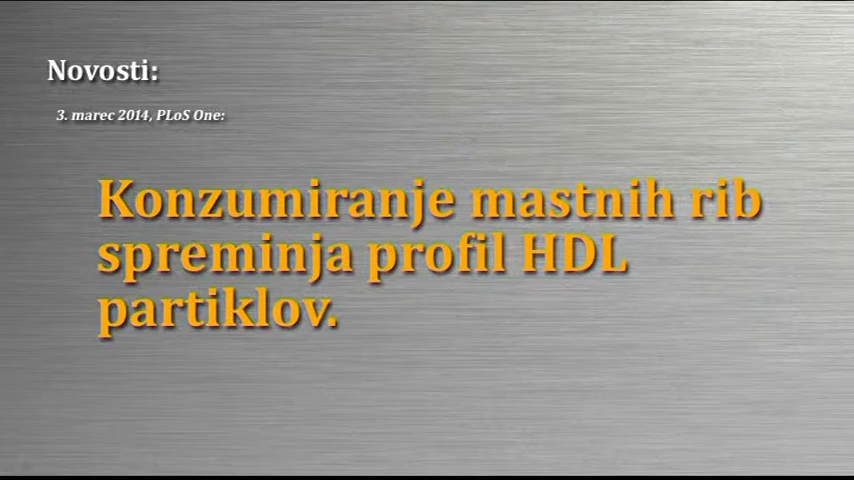 Novosti:
3. marec 2014, PLoS One:
Konzumiranje mastnih rib
spreminja profil HDL
partiklov.